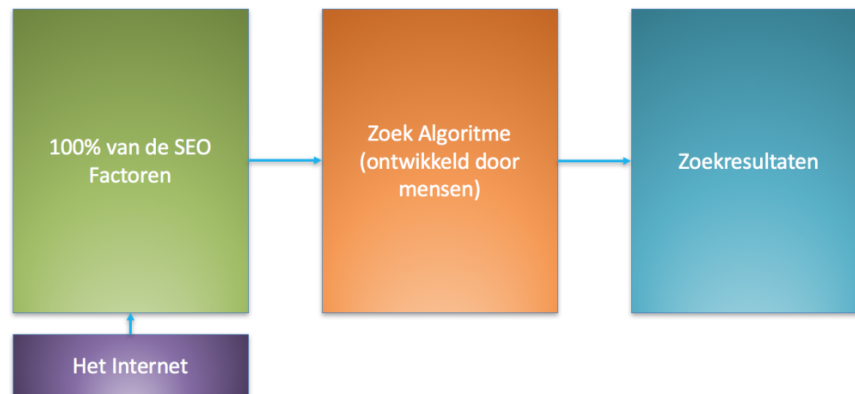 100% van de SEO
Factoren
Zoek Algoritme
(ontwikkeld door
mensen)
Zoekresultaten
Het Internet